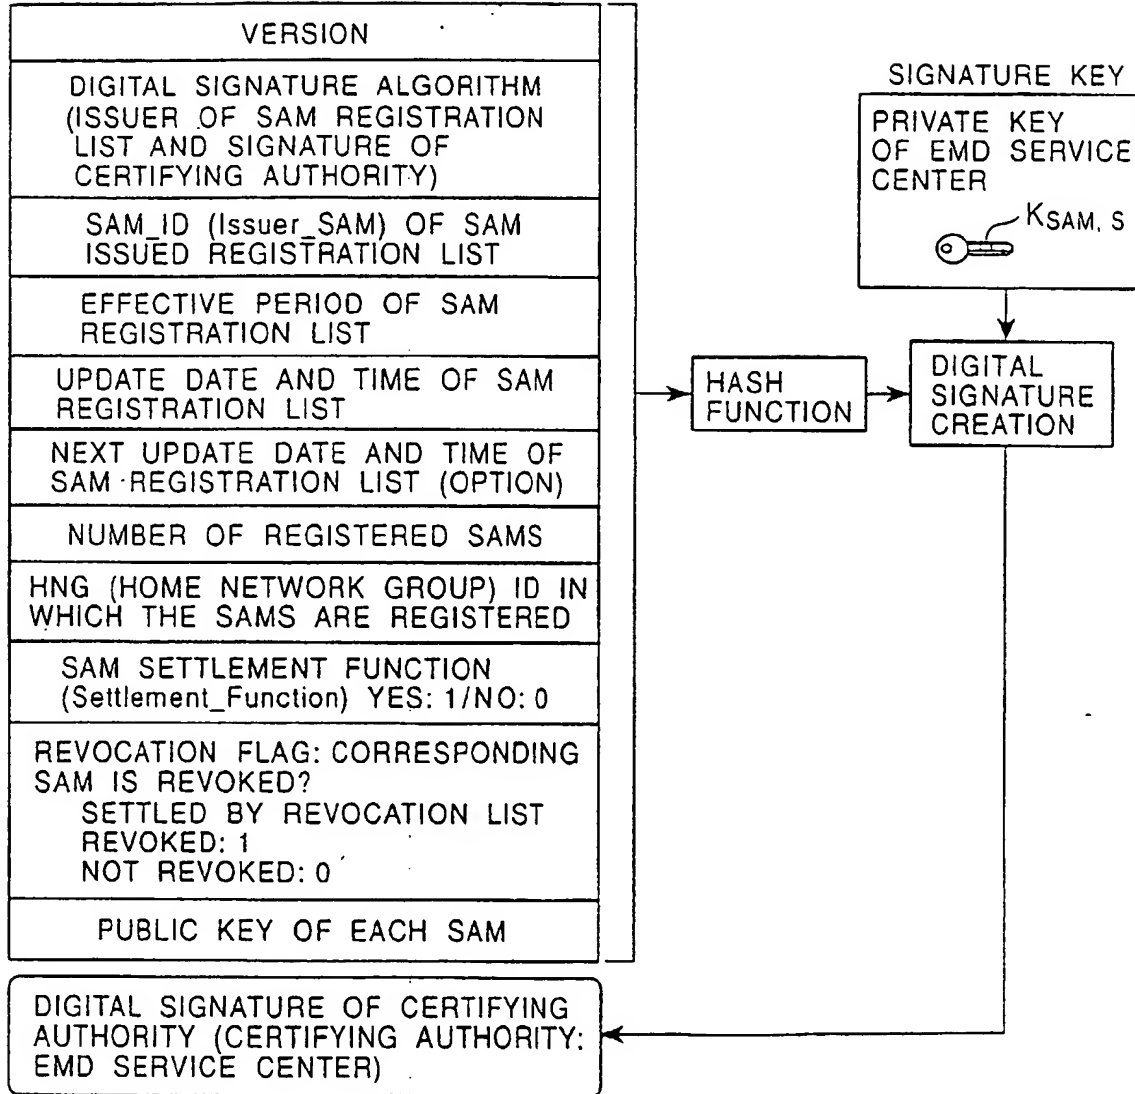 VERSION
DIGITAL SIGNATURE ALGORITHM
(ISSUER OF SAM REGISTRATION
LIST AND SIGNATURE OF
CERTIFYING AUTHORITY)
SAM_ID (Issuer_SAM) OF SAM
ISSUED REGISTRATION LIST
EFFECTIVE PERIOD OF SAM
REGISTRATION LIST
UPDATE DATE AND TIME OF SAM
REGISTRATION LIST
NEXT UPDATE DATE AND TIME OF
SAM REGISTRATION LIST (OPTION)
NUMBER OF REGISTERED SAMS
HNG (HOME NETWORK GROUP) ID IN
WHICH THE SAMS ARE REGISTERED
SAM SETTLEMENT FUNCTION
(Settlement_Function) YES: 1/NO: 0
REVOCATION FLAG: CORRESPONDING
SAM IS REVOKED?
SETTLED BY REVOCATION LIST
REVOKED: 1
NOT REVOKED: 0
PUBLIC KEY OF EACH SAM
DIGITAL SIGNATURE OF CERTIFYING
AUTHORITY (CERTIFYING AUTHORITY:
EMD SERVICE CENTER)
HASH
FUNCTION
SIGNATURE KEY
PRIVATE KEY
OF EMD SERVICE
CENTER
KSAM, S
DIGITAL
SIGNATURE
CREATION